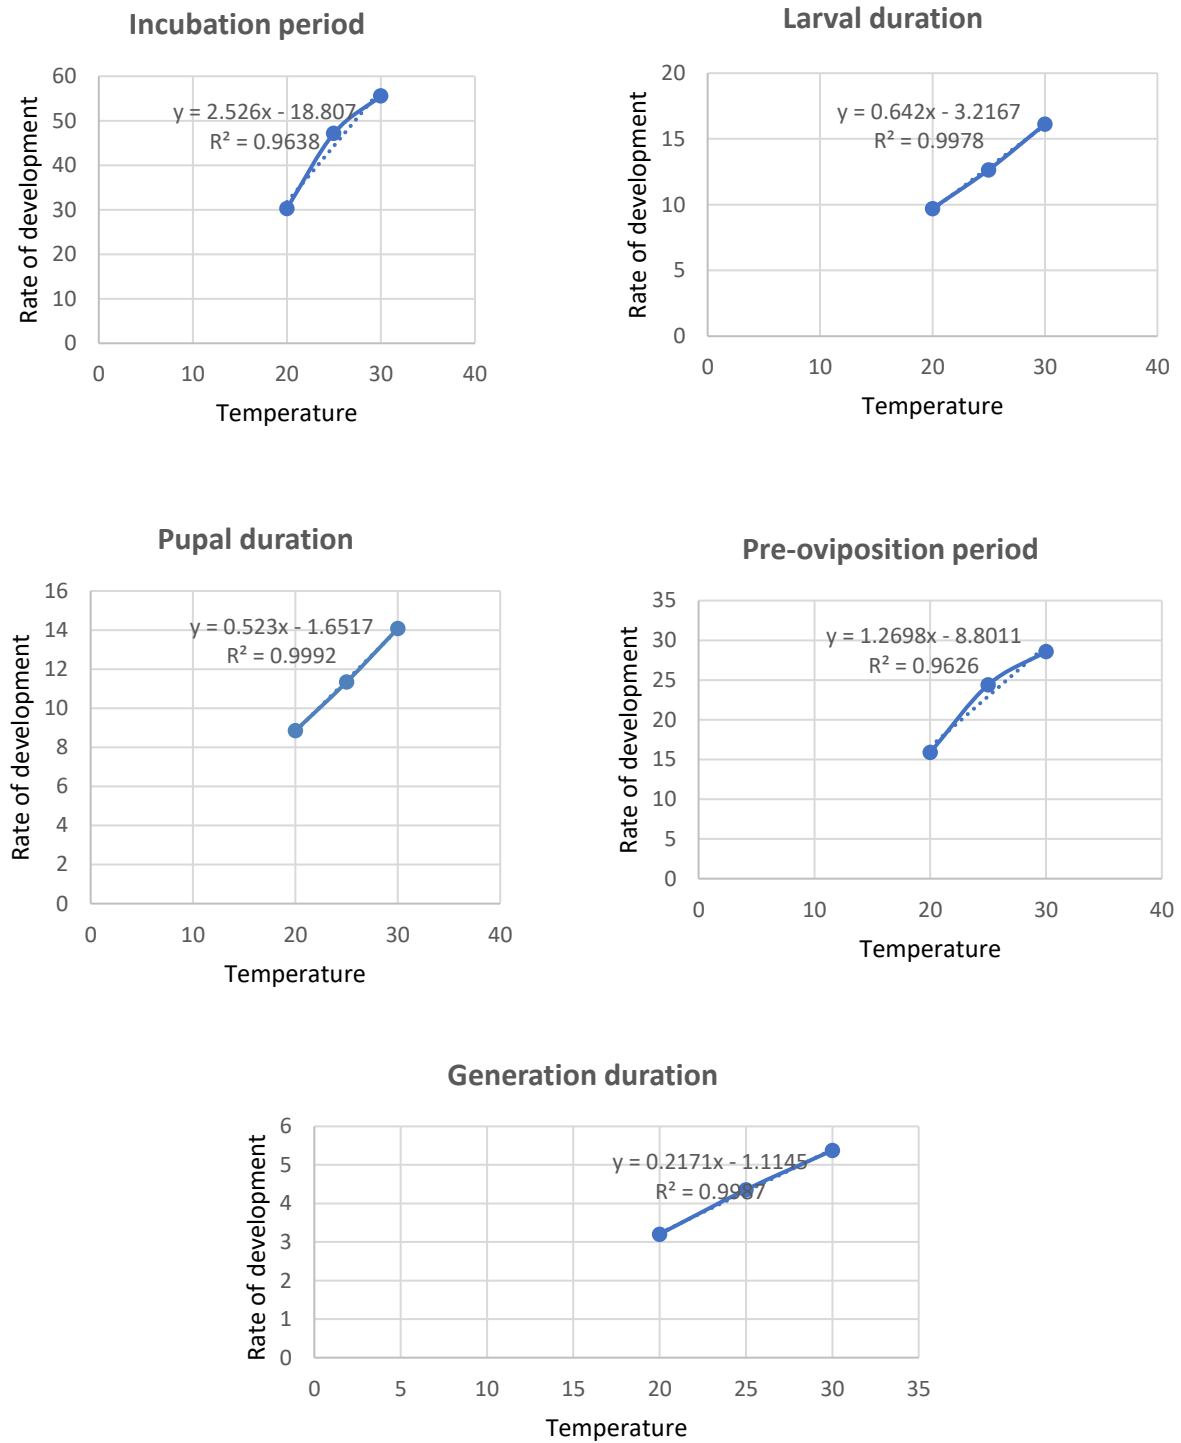 Incubation period
Rate of development
60
50
40
30
20
10
0
y = 2.526x - 18.807
R² = 0.9638
0 10 20 30 40
Temperature
Larval duration
Rate of development
20
15
10
5
0
y = 0.642x - 3.2167
R² = 0.9978
0 10 20 30 40
Temperature
Pupal duration
Rate of development
16
14
12
10
8
6
4
2
0
y = 0.523x - 1.6517
R² = 0.9992
0 10 20 30 40
Temperature
Pre-oviposition period
Rate of development
35
30
25
20
15
10
5
0
y = 1.2698x - 8.8011
R² = 0.9626
0 10 20 30 40
Temperature
Generation duration
Rate of development
6
5
4
3
2
1
0
y = 0.2171x - 1.1145
R² = 0.9987
0 5 10 15 20 25 30 35
Temperature